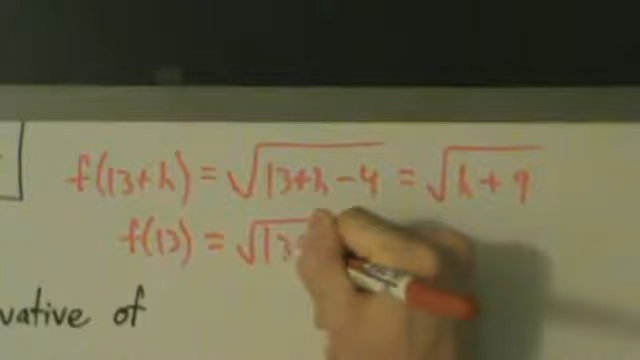 f(13+h) = √13+h-4 = √h+9
f(13) = √13
vative of